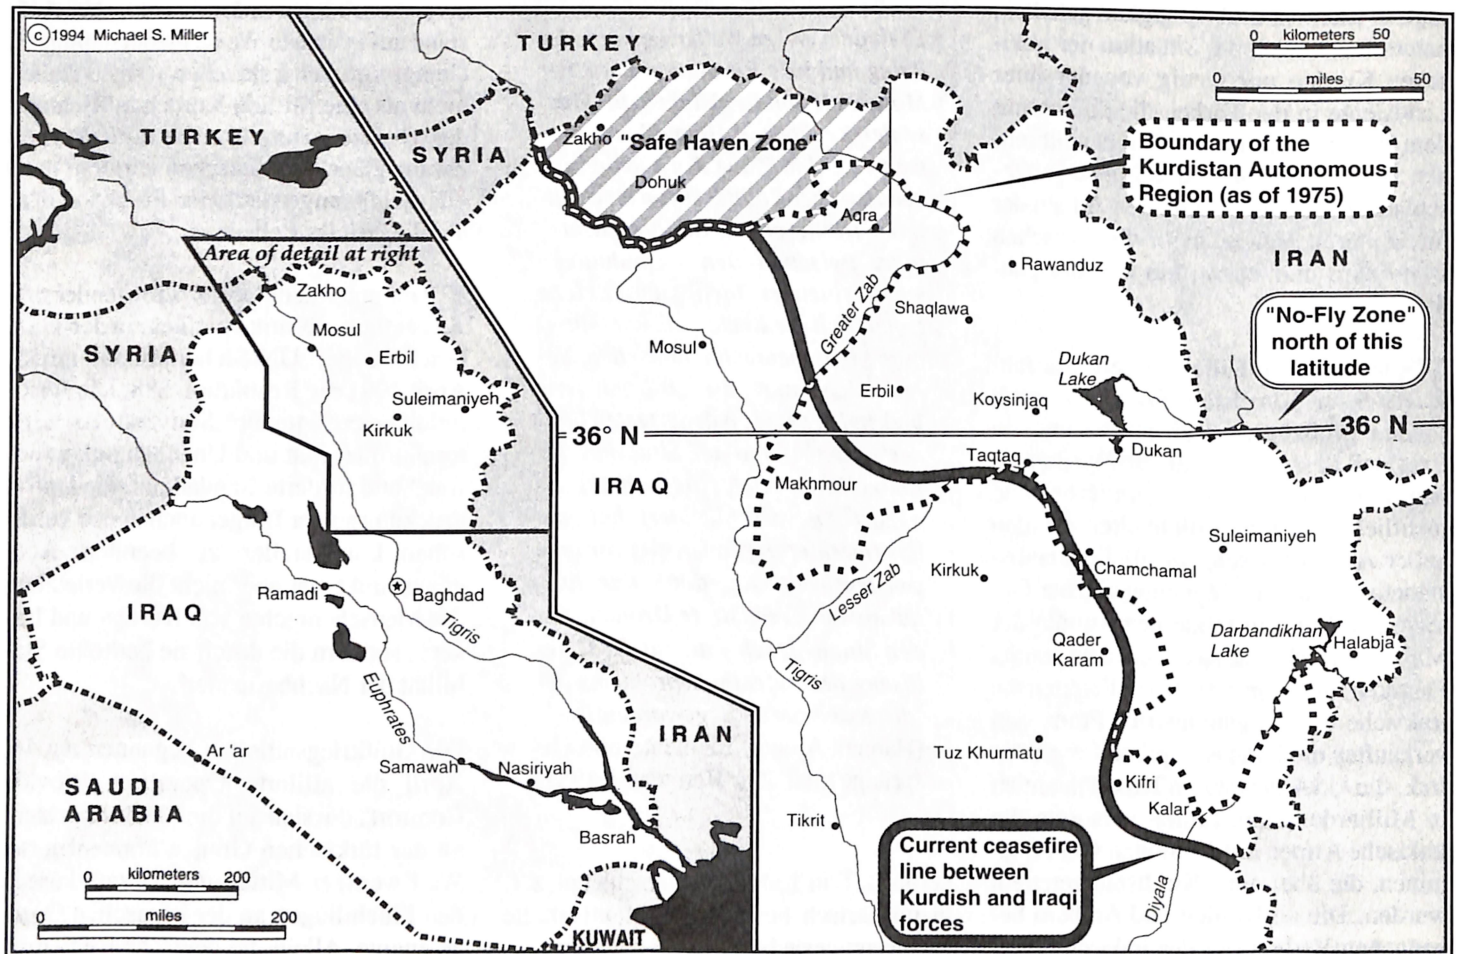 ©1994 Michael S. Miller
TURKEY
SYRIA
Area of detail at right
Zakho
Mosul
Erbil
SYRIA
Suleimaniyeh
Kirkuk
IRAQ
Ramadi
Baghdad
Tigris
Euphrates
Ar 'ar
Samawah
Nasiriyah
IRAN
SAUDI
ARABIA
Basrah
0 kilometers 200
0 miles 200
KUWAIT
TURKEY
0 kilometers 50
0 miles 50
Zakho
"Safe Haven Zone"
Dohuk
Aqra
Boundary of the
Kurdistan Autonomous
Region (as of 1975)
Rawanduz
IRAN
Greater Zab
Shaqlawa
"No-Fly Zone"
north of this
latitude
Mosul
Dukan
Lake
Erbil
Koysinjaq
36° N
36° N
Taqtaq
Dukan
IRAQ
Makhmour
Suleimaniyeh
Kirkuk
Lesser Zab
Chamchamal
Qader
Karam
Darbandikhan
Lake
Halabja
Tigris
Tuz Khurmatu
Kifri
Kalar
Tikrit
Current ceasefire
line between
Kurdish and Iraqi
forces
Diyala